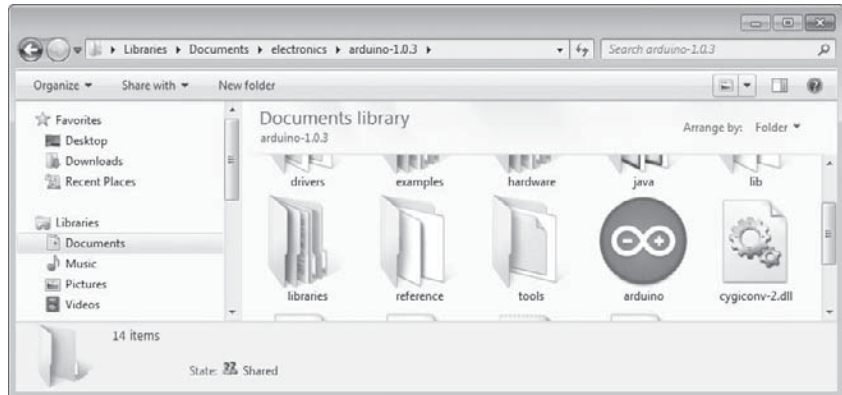 Libraries Documents electronics arduino-1.0.3
Search arduino-1.0.3
Organize Share with New folder
Favorites
Desktop
Downloads
Recent Places
Libraries
Documents
Music
Pictures
Videos
Documents library
arduino-1.0.3
Arrange by: Folder
drivers examples hardware java lib
libraries reference tools arduino cygiconv-2.dll
14 items
State: Shared